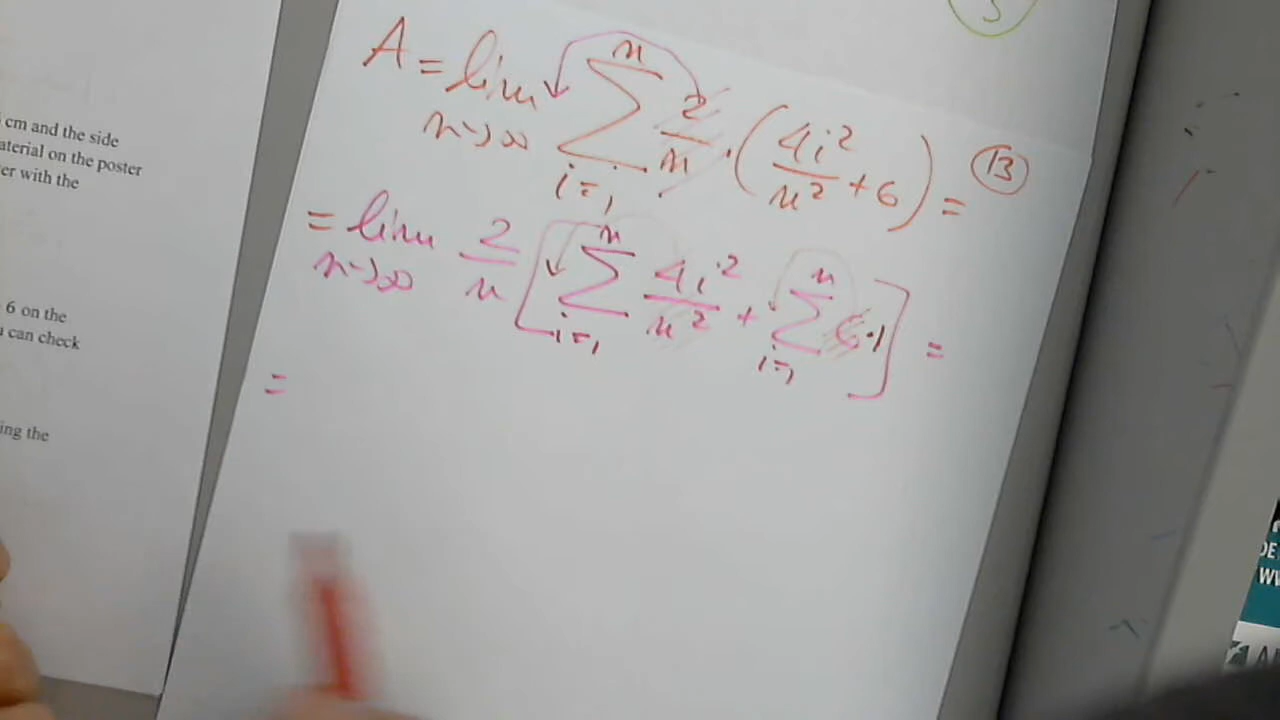 cm and the side
aterial on the poster
er with the
6 on the
can check
ing the
5
A = lim n->∞ ∑ i=1 n 2/n · (4i²/n² + 6) = 13
= lim n->∞ 2/n [∑ i=1 n 4i²/n² + ∑ i=1 n 6·1] =
=